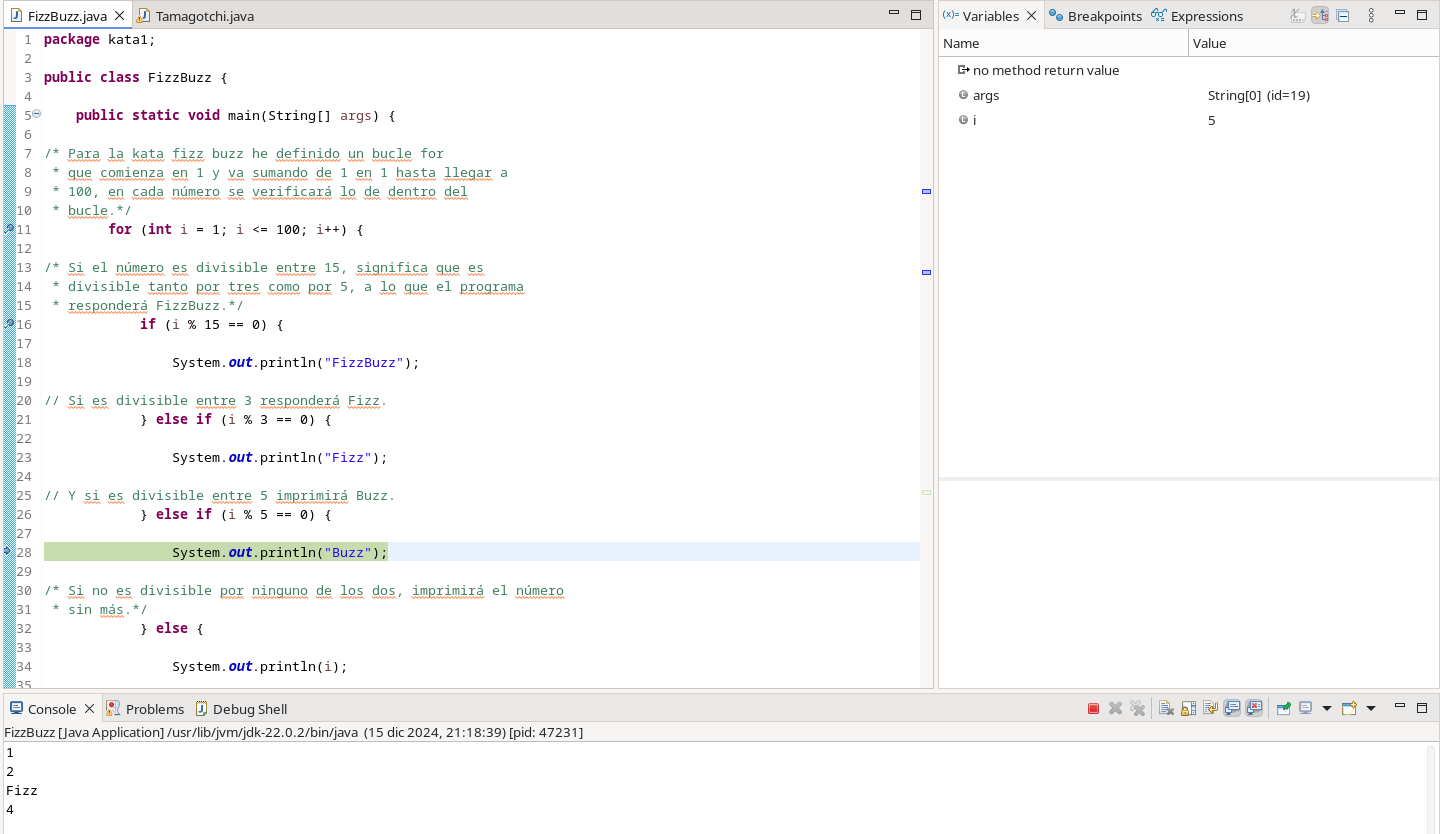 FizzBuzz.java
Tamagotchi.java
1 package kata1;
2
3 public class FizzBuzz {
4
5 public static void main(String[] args) {
6
7 /* Para la kata fizz buzz he definido un bucle for
8 * que comienza en 1 y va sumando de 1 en 1 hasta llegar a
9 * 100, en cada número se verificará lo de dentro del
10 * bucle.*/
11 for (int i = 1; i <= 100; i++) {
12
13 /* Si el número es divisible entre 15, significa que es
14 * divisible tanto por tres como por 5, a lo que el programa
15 * responderá FizzBuzz.*/
16 if (i % 15 == 0) {
17
18 System.out.println("FizzBuzz");
19
20 // Si es divisible entre 3 responderá Fizz.
21 } else if (i % 3 == 0) {
22
23 System.out.println("Fizz");
24
25 // Y si es divisible entre 5 imprimirá Buzz.
26 } else if (i % 5 == 0) {
27
28 System.out.println("Buzz");
29
30 /* Si no es divisible por ninguno de los dos, imprimirá el número
31 * sin más.*/
32 } else {
33
34 System.out.println(i);
35
Variables
Breakpoints
Expressions
Name Value
no method return value
args String[0] (id=19)
i 5
Console
Problems
Debug Shell
FizzBuzz [Java Application] /usr/lib/jvm/jdk-22.0.2/bin/java (15 dic 2024, 21:18:39) [pid: 47231]
1
2
Fizz
4